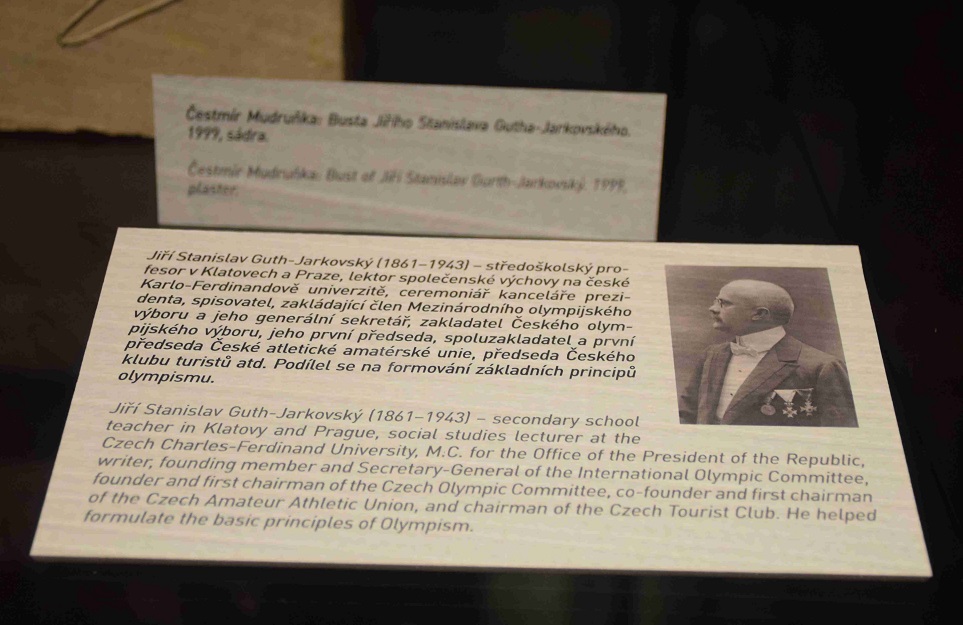 Čestmír Mudruňka: Busta Jiřího Stanislava Gutha-Jarkovského.
1999, sádra.
Čestmír Mudruňka: Bust of Jiří Stanislav Gurth-Jarkovský. 1999,
plaster.
Jiří Stanislav Guth-Jarkovský (1861–1943) – středoškolský pro-
fesor v Klatovech a Praze, lektor společenské výchovy na české
Karlo-Ferdinandově univerzitě, ceremoniář kanceláře prezi-
denta, spisovatel, zakládající člen Mezinárodního olympijského
výboru a jeho generální sekretář, zakladatel Českého olym-
pijského výboru, jeho první předseda, spoluzakladatel a první
předseda České atletické amatérské unie, předseda Českého
klubu turistů atd. Podílel se na formování základních principů
olympismu.
Jiří Stanislav Guth-Jarkovský (1861–1943) – secondary school
teacher in Klatovy and Prague, social studies lecturer at the
Czech Charles-Ferdinand University, M.C. for the Office of the President of the Republic,
writer, founding member and Secretary-General of the International Olympic Committee,
founder and first chairman of the Czech Olympic Committee, co-founder and first chairman
of the Czech Amateur Athletic Union, and chairman of the Czech Tourist Club. He helped
formulate the basic principles of Olympism.